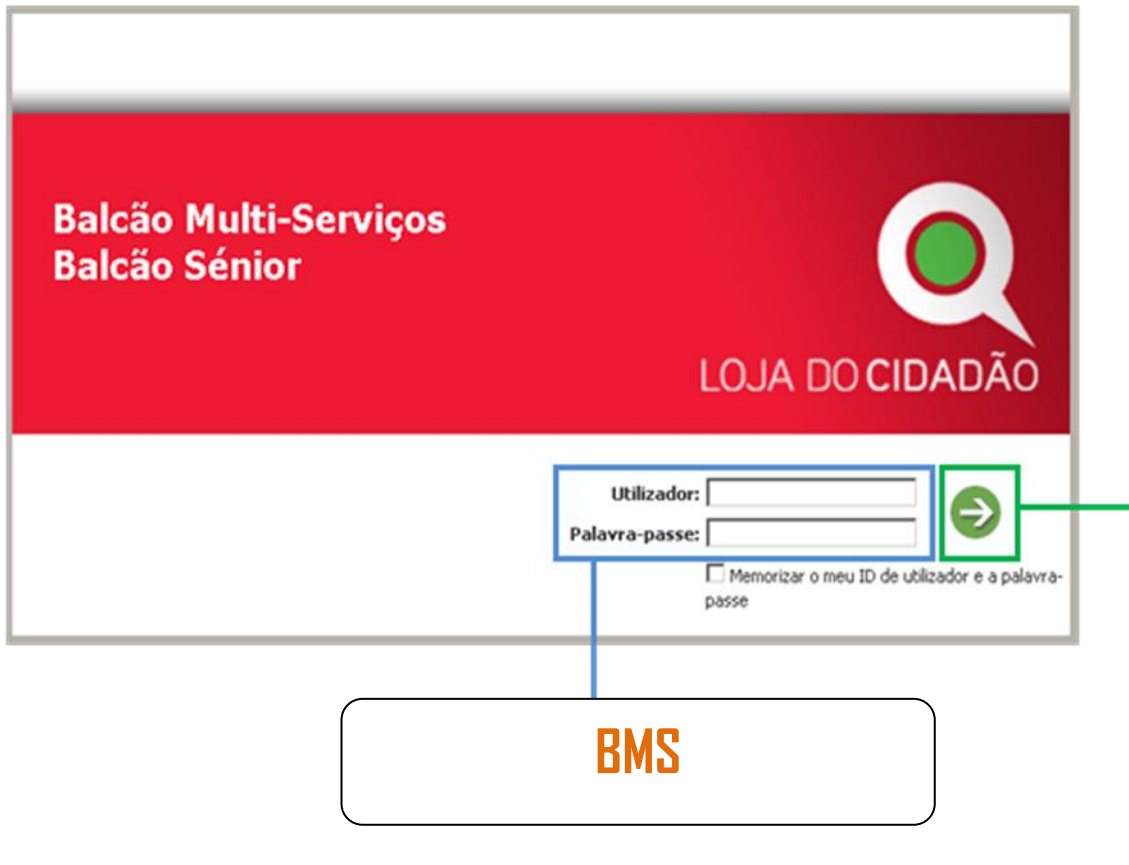 Balcão Multi-Serviços
Balcão Sénior
LOJA DO CIDADÃO
Utilizador:
Palavra-passe:
Memorizar o meu ID de utilizador e a palavra-
passe
BMS